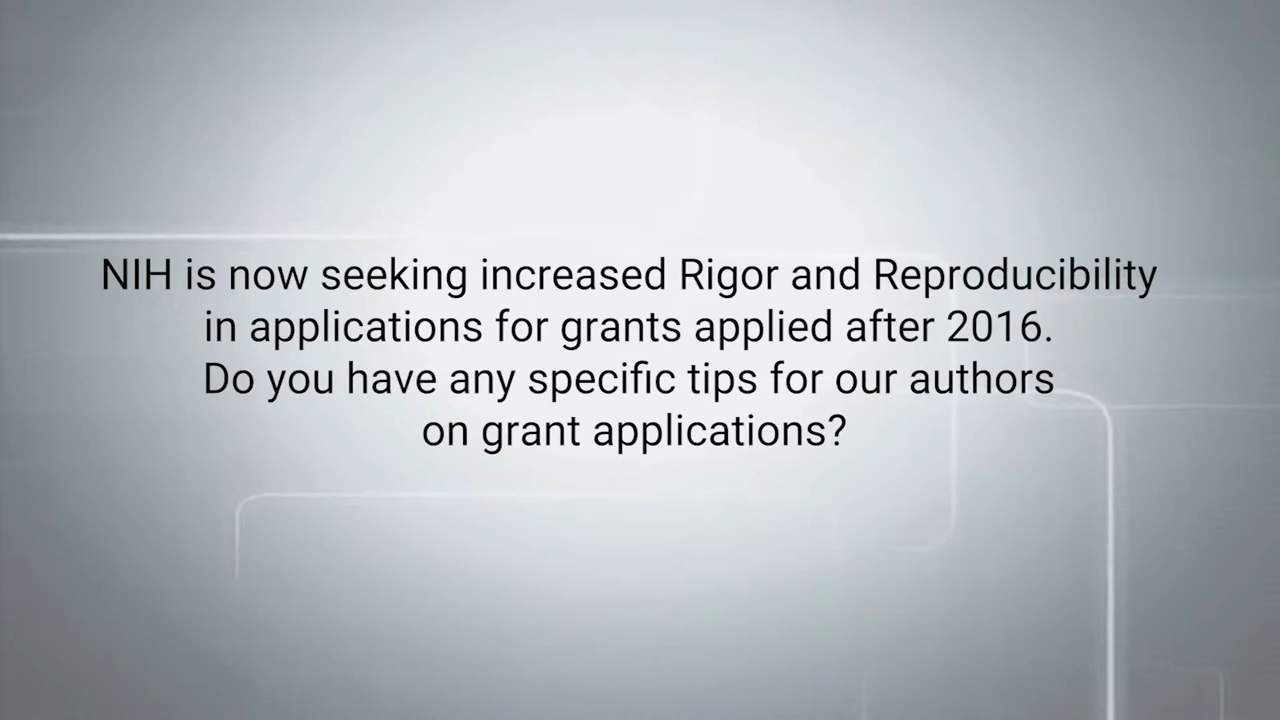 NIH is now seeking increased Rigor and Reproducibility
in applications for grants applied after 2016.
Do you have any specific tips for our authors
on grant applications?